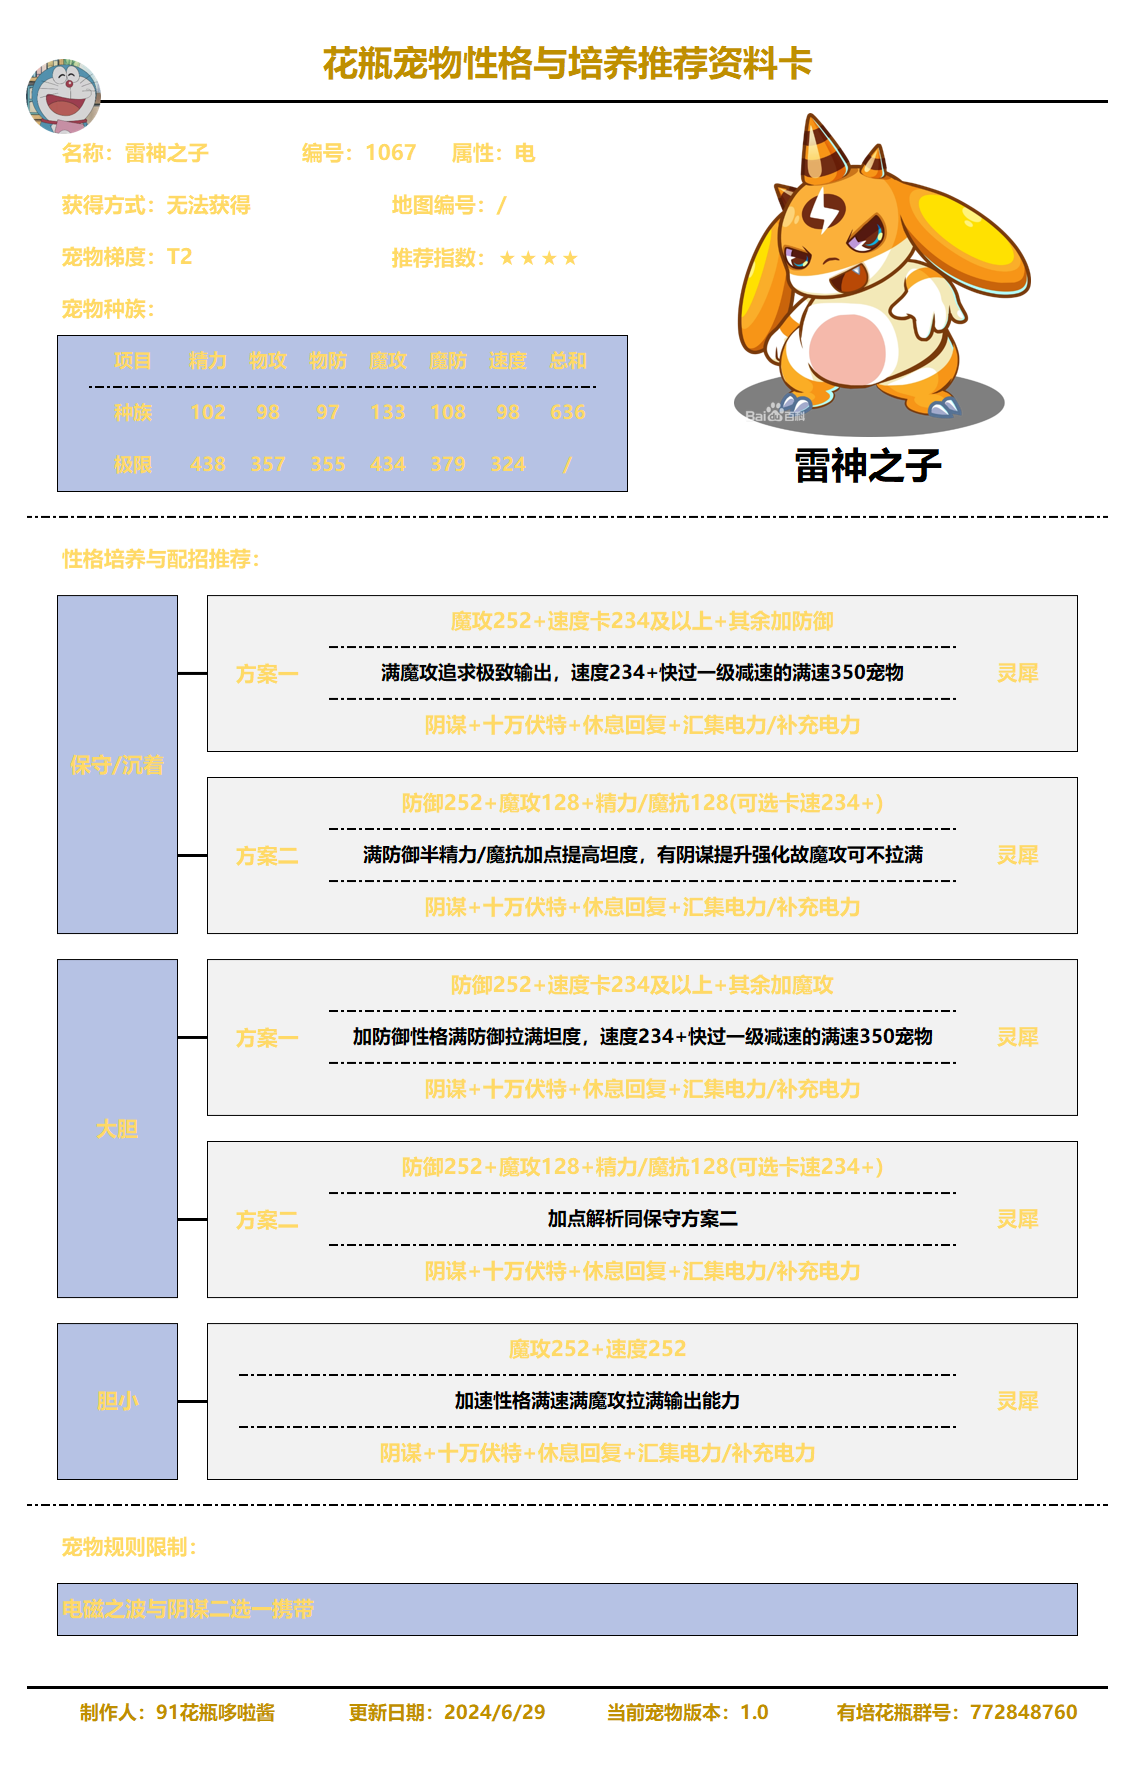 花瓶宠物性格与培养推荐资料卡
名称：雷神之子 编号：1067 属性：电
获得方式：无法获得 地图编号：/
宠物梯度：T2 推荐指数：★★★★
宠物种族：
项目 精力 物攻 物防 魔攻 魔防 速度 总和
种族 102 98 97 133 108 98 636
极限 438 357 355 434 379 324 /
Baidu百科
雷神之子
性格培养与配招推荐：
保守/沉着
方案一
魔攻252+速度卡234及以上+其余加防御
满魔攻追求极致输出，速度234+快过一级减速的满速350宠物
阴谋+十万伏特+休息回复+汇集电力/补充电力
灵犀
方案二
防御252+魔攻128+精力/魔抗128(可选卡速234+)
满防御半精力/魔抗加点提高坦度，有阴谋提升强化故魔攻可不拉满
阴谋+十万伏特+休息回复+汇集电力/补充电力
灵犀
大胆
方案一
防御252+速度卡234及以上+其余加魔攻
加防御性格满防御拉满坦度，速度234+快过一级减速的满速350宠物
阴谋+十万伏特+休息回复+汇集电力/补充电力
灵犀
方案二
防御252+魔攻128+精力/魔抗128(可选卡速234+)
加点解析同保守方案二
阴谋+十万伏特+休息回复+汇集电力/补充电力
灵犀
胆小
魔攻252+速度252
加速性格满速满魔攻拉满输出能力
阴谋+十万伏特+休息回复+汇集电力/补充电力
灵犀
宠物规则限制：
电磁之波与阴谋二选一携带
制作人：91花瓶哆啦酱 更新日期：2024/6/29 当前宠物版本：1.0 有培花瓶群号：772848760